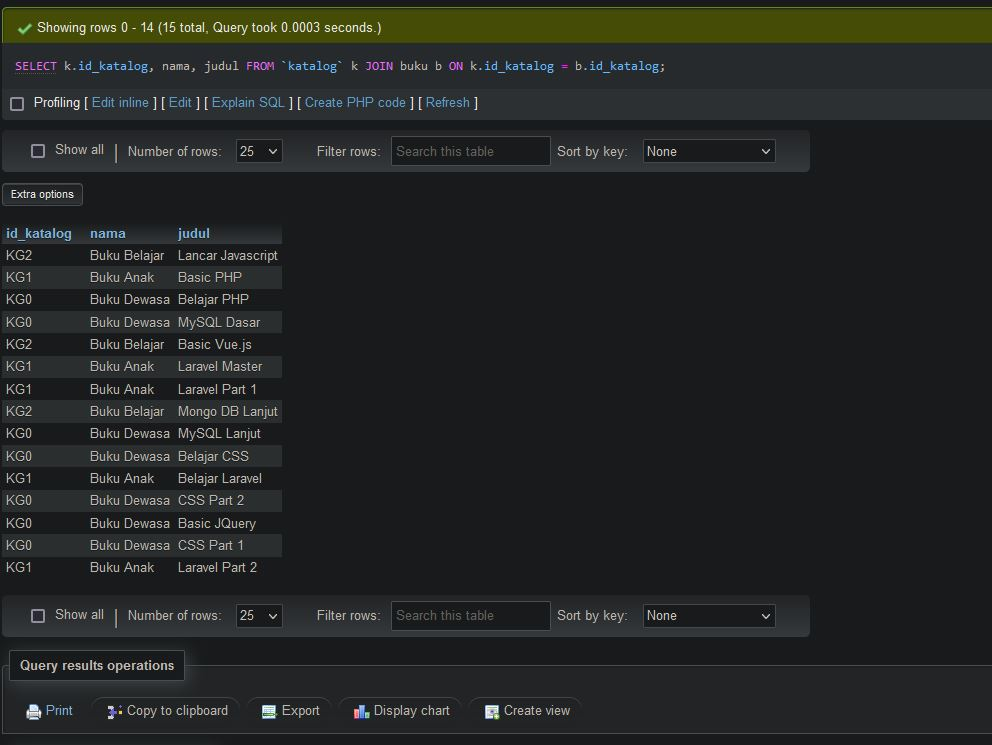 Showing rows 0 - 14 (15 total, Query took 0.0003 seconds.)
SELECT k.id_katalog, nama, judul FROM `katalog` k JOIN buku b ON k.id_katalog = b.id_katalog;
Profiling [ Edit inline ] [ Edit ] [ Explain SQL ] [ Create PHP code ] [ Refresh ]
Show all | Number of rows: 25 Filter rows: Search this table Sort by key: None
Extra options
id_katalog nama judul
KG2 Buku Belajar Lancar Javascript
KG1 Buku Anak Basic PHP
KG0 Buku Dewasa Belajar PHP
KG0 Buku Dewasa MySQL Dasar
KG2 Buku Belajar Basic Vue.js
KG1 Buku Anak Laravel Master
KG1 Buku Anak Laravel Part 1
KG2 Buku Belajar Mongo DB Lanjut
KG0 Buku Dewasa MySQL Lanjut
KG0 Buku Dewasa Belajar CSS
KG1 Buku Anak Belajar Laravel
KG0 Buku Dewasa CSS Part 2
KG0 Buku Dewasa Basic JQuery
KG0 Buku Dewasa CSS Part 1
KG1 Buku Anak Laravel Part 2
Show all | Number of rows: 25 Filter rows: Search this table Sort by key: None
Query results operations
Print Copy to clipboard Export Display chart Create view